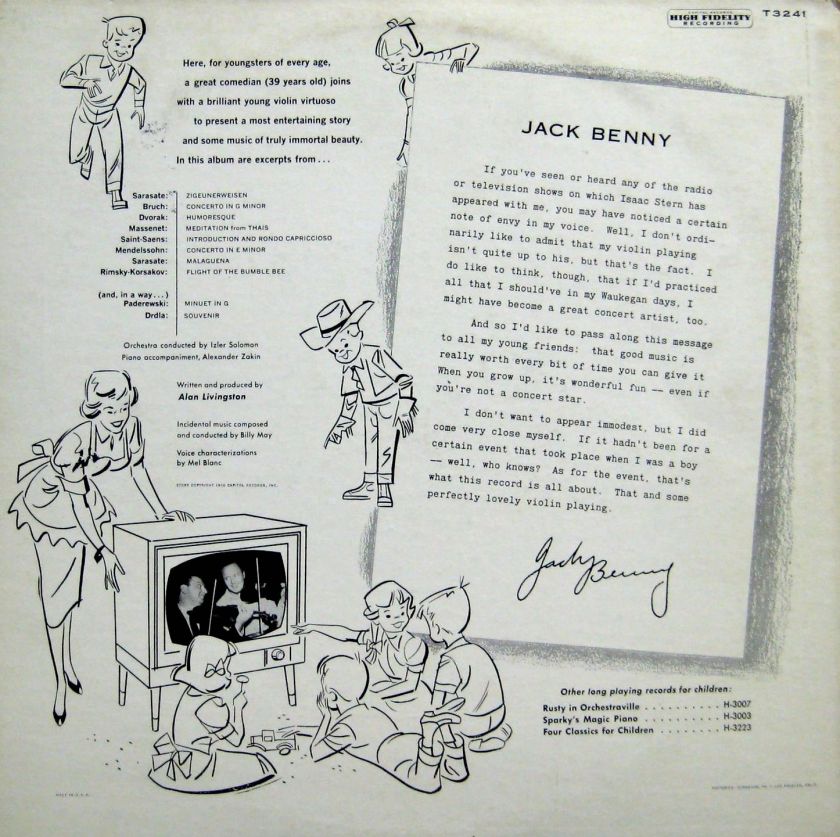 CAPITOL RECORDS
HIGH FIDELITY
RECORDING
T3241
Here, for youngsters of every age,
a great comedian (39 years old) joins
with a brilliant young violin virtuoso
to present a most entertaining story
and some music of truly immortal beauty.
In this album are excerpts from . . .
Sarasate: ZIGEUNERWEISEN
Bruch: CONCERTO IN G MINOR
Dvorak: HUMORESQUE
Massenet: MEDITATION from THAIS
Saint-Saens: INTRODUCTION AND RONDO CAPRICCIOSO
Mendelssohn: CONCERTO IN E MINOR
Sarasate: MALAGUENA
Rimsky-Korsakov: FLIGHT OF THE BUMBLE BEE
(and, in a way . . .)
Paderewski: MINUET IN G
Drdla: SOUVENIR
Orchestra conducted by Izler Solomon
Piano accompaniment, Alexander Zakin
Written and produced by
Alan Livingston
Incidental music composed
and conducted by Billy May
Voice characterizations
by Mel Blanc
STORY COPYRIGHT CAPITOL RECORDS, INC.
JACK BENNY
If you've seen or heard any of the radio
or television shows on which Isaac Stern has
appeared with me, you may have noticed a certain
note of envy in my voice. Well, I don't ordi-
narily like to admit that my violin playing
isn't quite up to his, but that's the fact. I
do like to think, though, that if I'd practiced
all that I should've in my Waukegan days, I
might have become a great concert artist, too.
And so I'd like to pass along this message
to all my young friends: that good music is
really worth every bit of time you can give it
When you grow up, it's wonderful fun -- even if
you're not a concert star.
I don't want to appear immodest, but I did
come very close myself. If it hadn't been for a
certain event that took place when I was a boy
-- well, who knows? As for the event, that's
what this record is all about. That and some
perfectly lovely violin playing.
Jack Benny
Other long playing records for children:
Rusty in Orchestraville . . . . . . . . . H-3007
Sparky's Magic Piano . . . . . . . . . . H-3003
Four Classics for Children . . . . . . . . H-3223
MADE IN U.S.A.